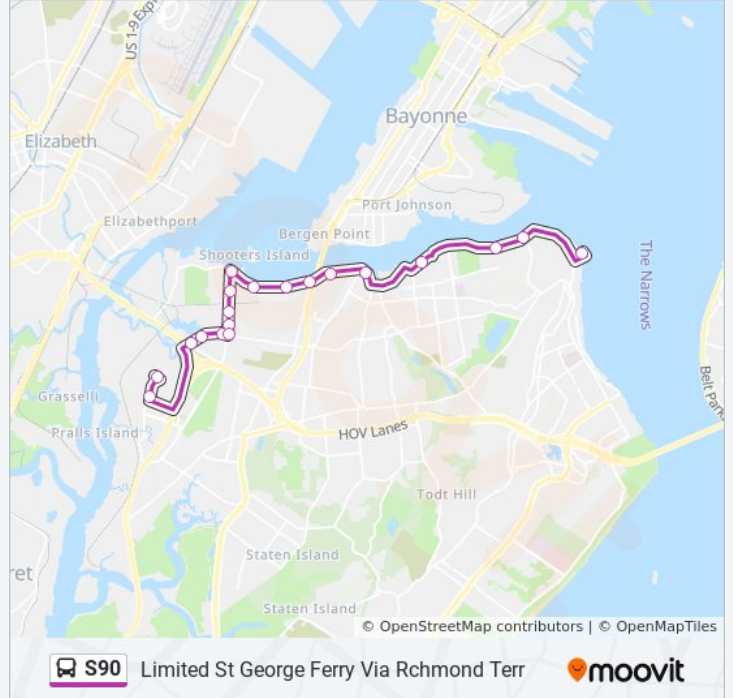 US 1-9 Exp
Bayonne
Elizabeth
Port Johnson
Elizabethport
Bergen Point
Shooters Island
The Narrows
Belt Park
Grasselli
Pralls Island
HOV Lanes
Todt Hill
Staten Island
ret
Staten Island
© OpenStreetMap contributors | © OpenMapTiles
S90 Limited St George Ferry Via Rchmond Terr moovit